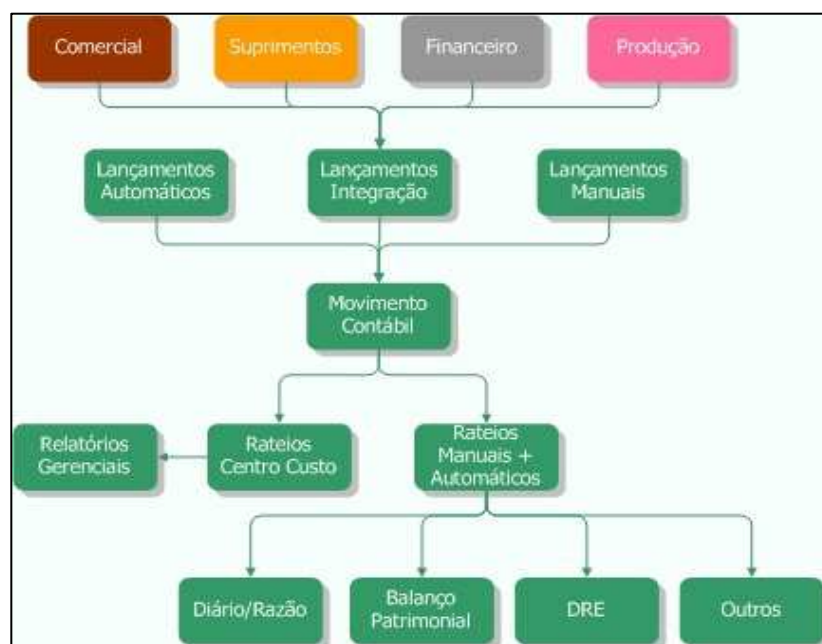 Comercial
Suprimentos
Financeiro
Produção
Lançamentos
Automáticos
Lançamentos
Integração
Lançamentos
Manuais
Movimento
Contábil
Relatórios
Gerenciais
Rateios
Centro Custo
Rateios
Manuais +
Automáticos
Diário/Razão
Balanço
Patrimonial
DRE
Outros